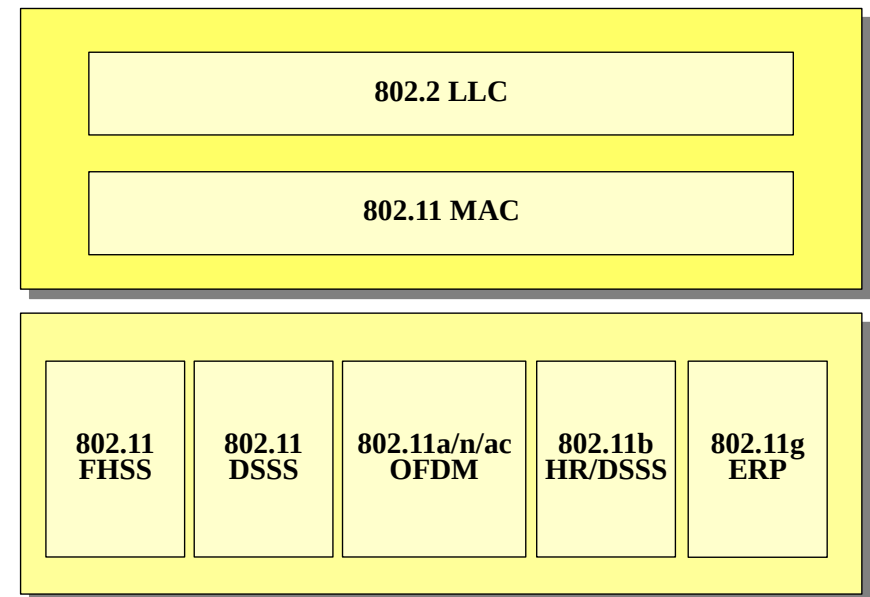 802.2 LLC
802.11 MAC
802.11
FHSS
802.11
DSSS
802.11a/n/ac
OFDM
802.11b
HR/DSSS
802.11g
ERP